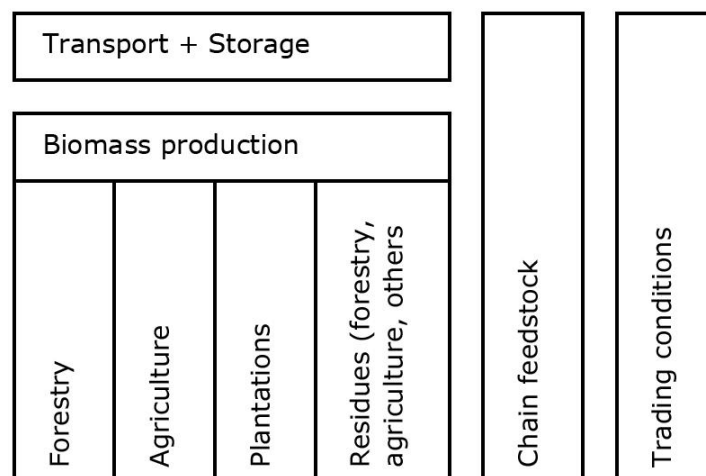 Transport + Storage
Biomass production
Forestry
Agriculture
Plantations
Residues (forestry,
agriculture, others
Chain feedstock
Trading conditions